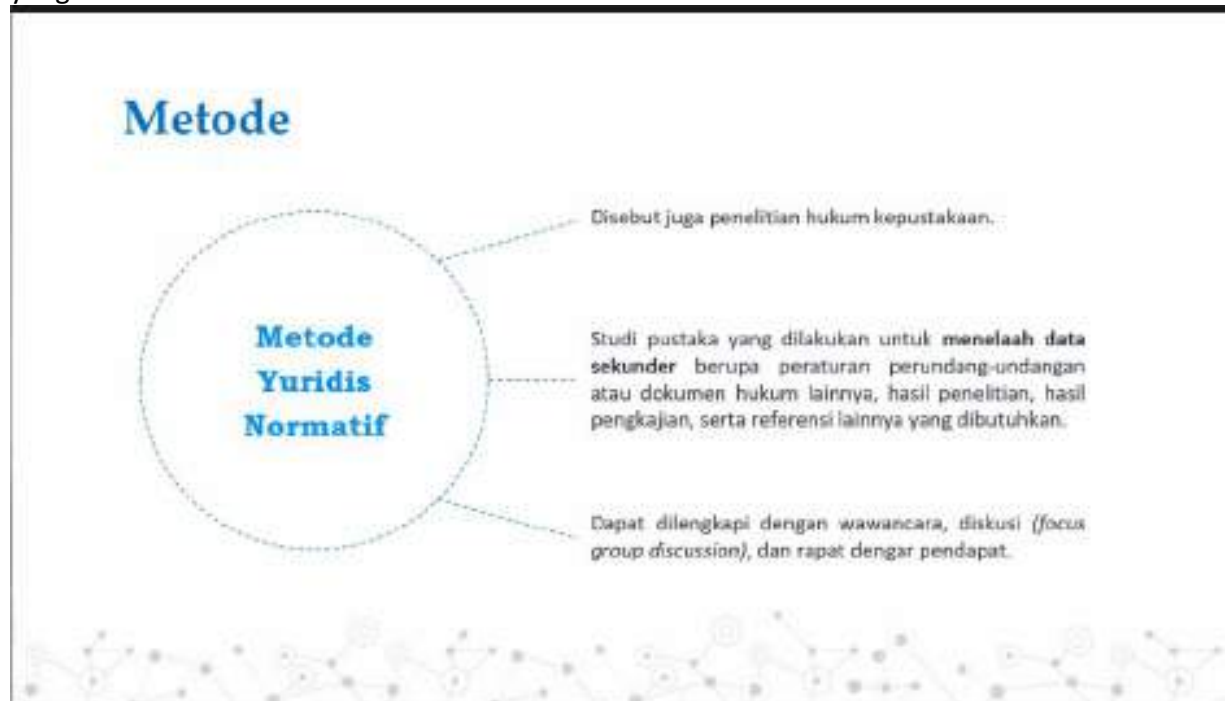 Metode
Metode
Yuridis
Normatif
Disebut juga penelitian hukum kepustakaan.
Studi pustaka yang dilakukan untuk menelaah data
sekunder berupa peraturan perundang-undangan
atau dokumen hukum lainnya, hasil penelitian, hasil
pengkajian, serta referensi lainnya yang dibutuhkan.
Dapat dilengkapi dengan wawancara, diskusi (focus
group discussion), dan rapat dengar pendapat.